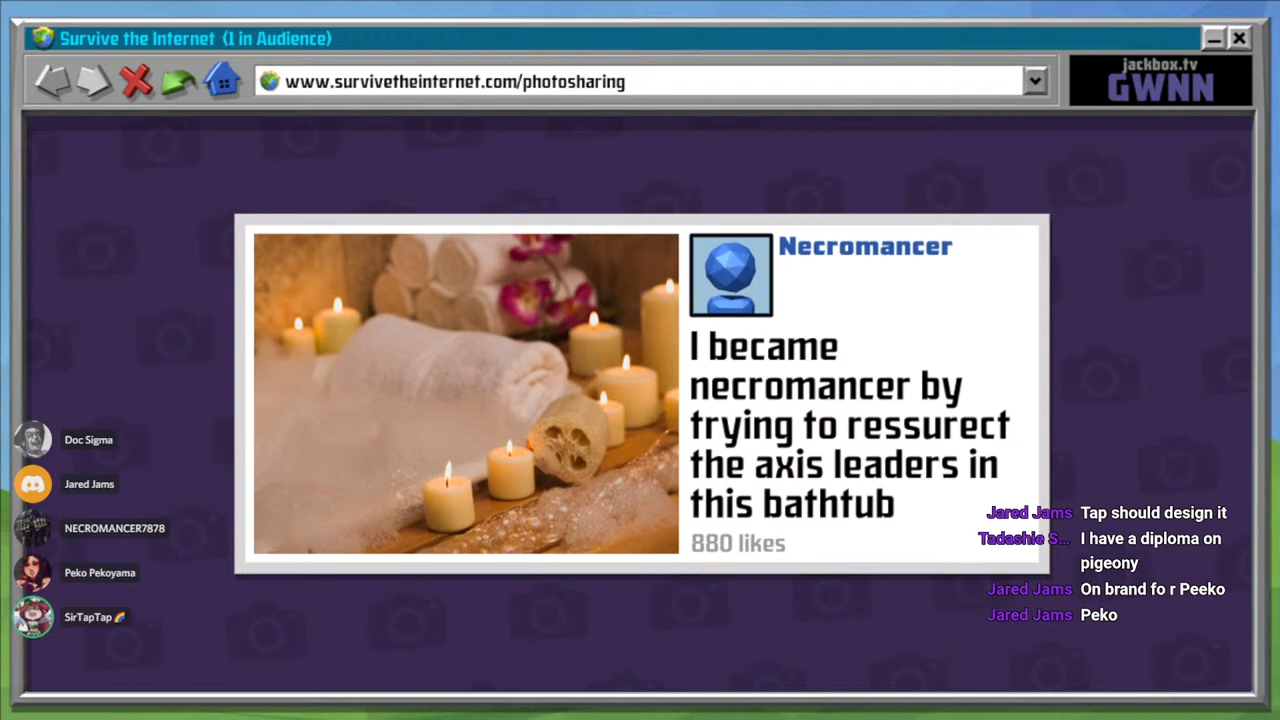 Survive the Internet (1 in Audience)
www.survivetheinternet.com/photosharing
jackbox.tv
GWNN
Necromancer
I became
necromancer by
trying to ressurect
the axis leaders in
this bathtub
880 likes
Doc Sigma
Jared Jams
NECROMANCER7878
Peko Pekoyama
SirTapTap🌈
Jared Jams Tap should design it
Tadashie S... I have a diploma on
pigeony
Jared Jams On brand fo r Peeko
Jared Jams Peko